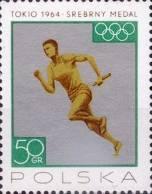 TOKIO 1964 - SREBRNY MEDAL
50
GR
POLSKA